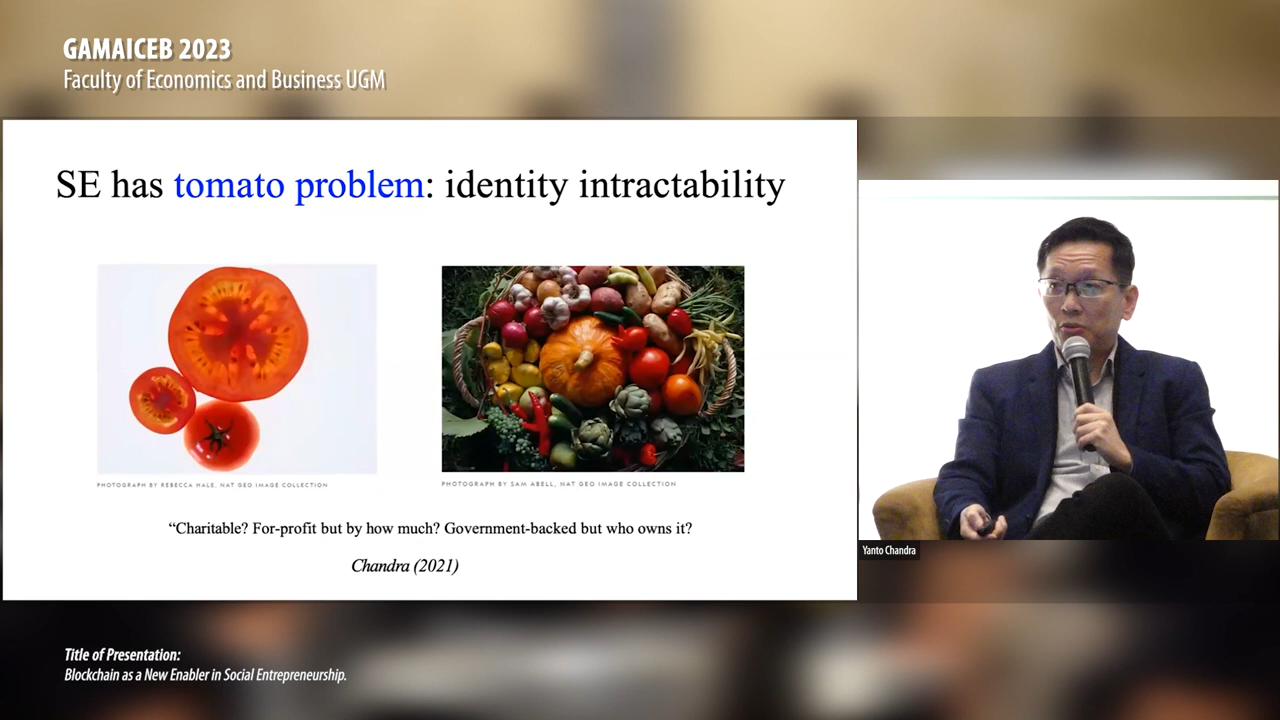 GAMAICEB 2023
Faculty of Economics and Business UGM
SE has tomato problem: identity intractability
PHOTOGRAPH BY REBECCA HALE, NAT GEO IMAGE COLLECTION
PHOTOGRAPH BY SAM ABELL, NAT GEO IMAGE COLLECTION
“Charitable? For-profit but by how much? Government-backed but who owns it?
Chandra (2021)
Yanto Chandra
Title of Presentation:
Blockchain as a New Enabler in Social Entrepreneurship.